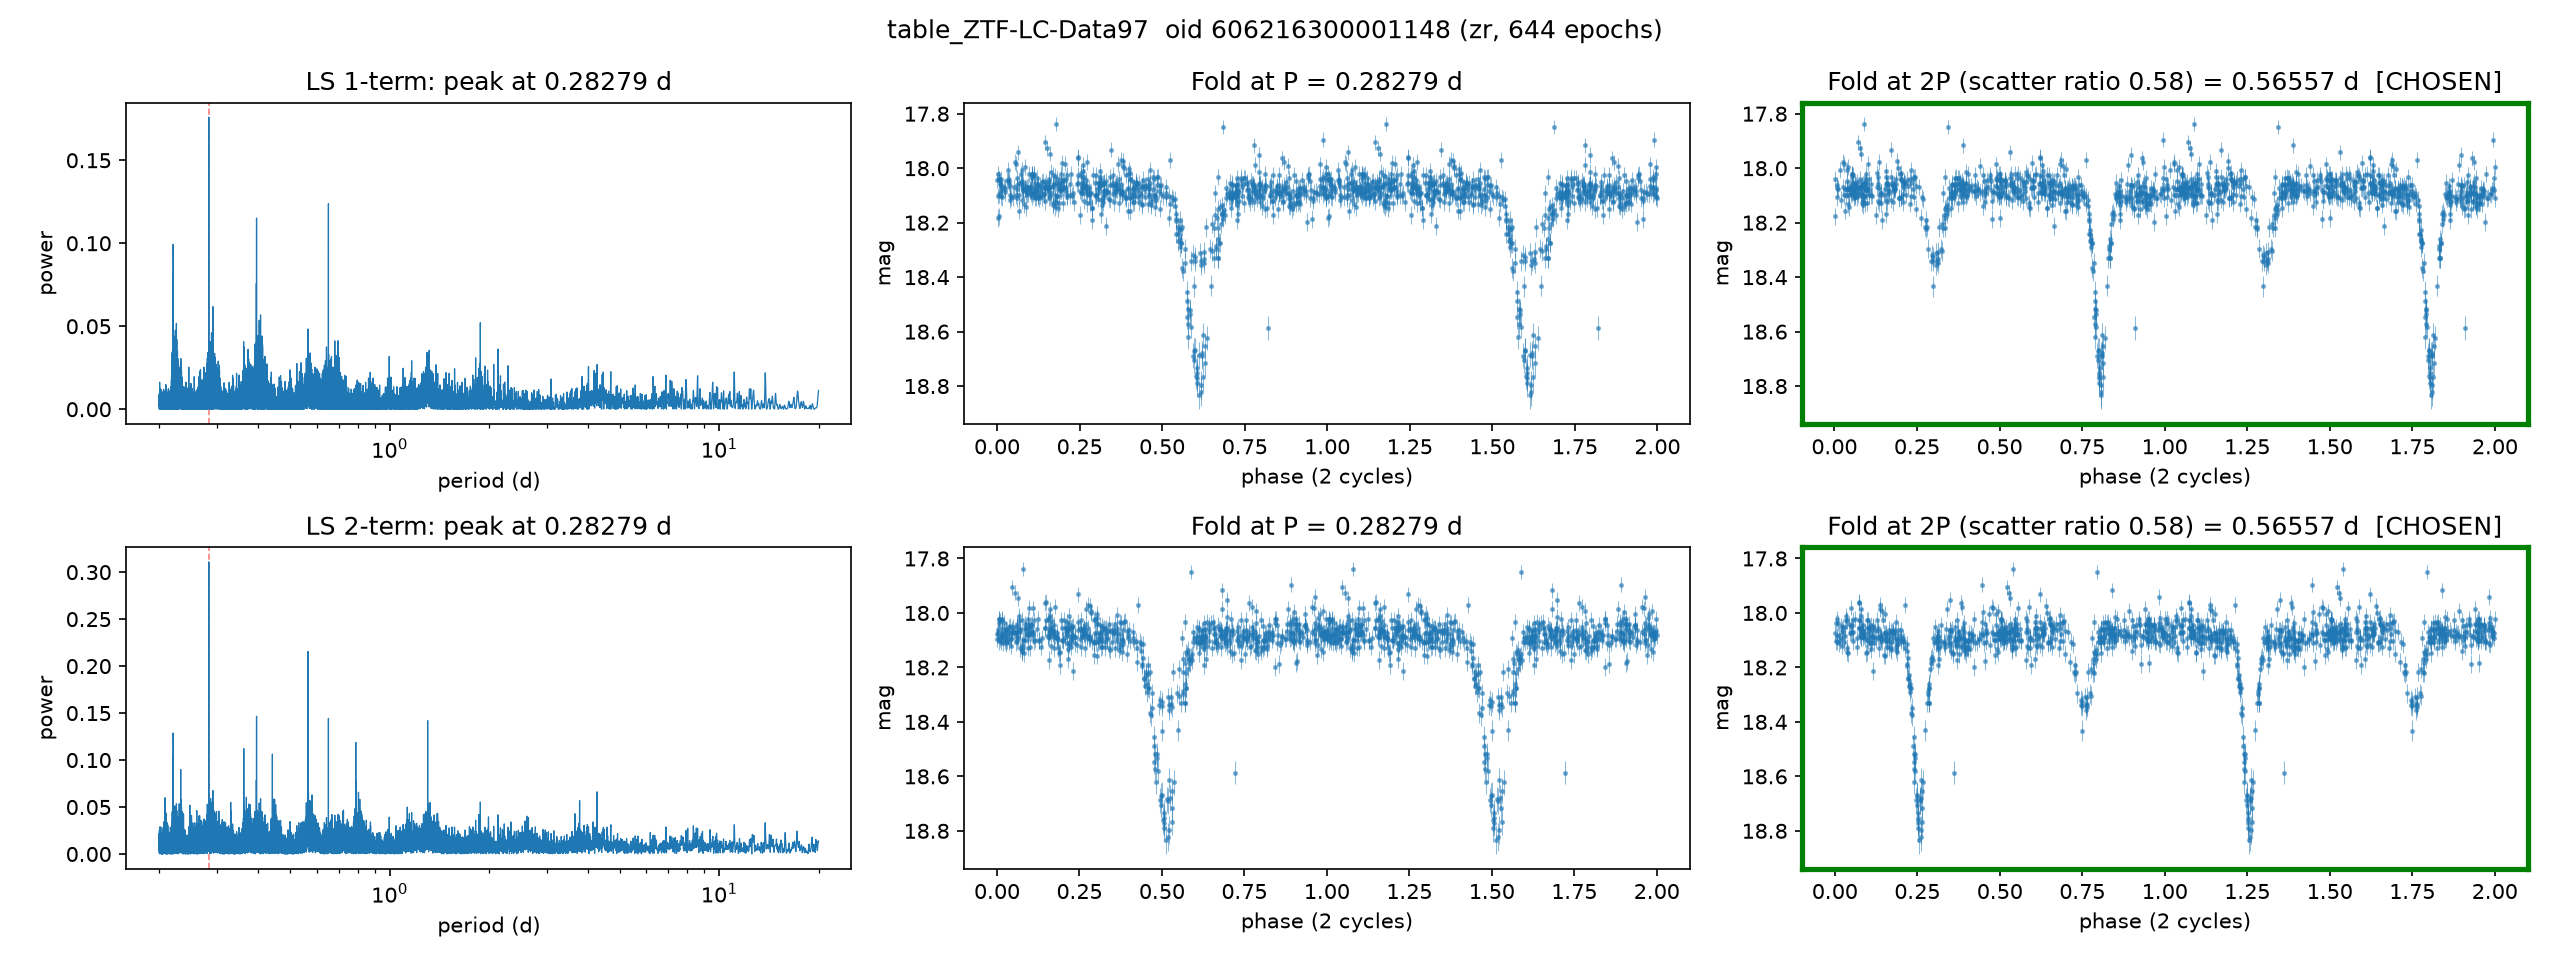 table_ZTF-LC-Data97  oid 606216300001148 (zr, 644 epochs)
LS 1-term: peak at 0.28279 d
Fold at P = 0.28279 d
Fold at 2P (scatter ratio 0.58) = 0.56557 d  [CHOSEN]
power
0.15
0.10
0.05
0.00
10⁰
10¹
period (d)
mag
17.8
18.0
18.2
18.4
18.6
18.8
0.00 0.25 0.50 0.75 1.00 1.25 1.50 1.75 2.00
phase (2 cycles)
mag
17.8
18.0
18.2
18.4
18.6
18.8
0.00 0.25 0.50 0.75 1.00 1.25 1.50 1.75 2.00
phase (2 cycles)
LS 2-term: peak at 0.28279 d
Fold at P = 0.28279 d
Fold at 2P (scatter ratio 0.58) = 0.56557 d  [CHOSEN]
power
0.30
0.25
0.20
0.15
0.10
0.05
0.00
10⁰
10¹
period (d)
mag
17.8
18.0
18.2
18.4
18.6
18.8
0.00 0.25 0.50 0.75 1.00 1.25 1.50 1.75 2.00
phase (2 cycles)
mag
17.8
18.0
18.2
18.4
18.6
18.8
0.00 0.25 0.50 0.75 1.00 1.25 1.50 1.75 2.00
phase (2 cycles)